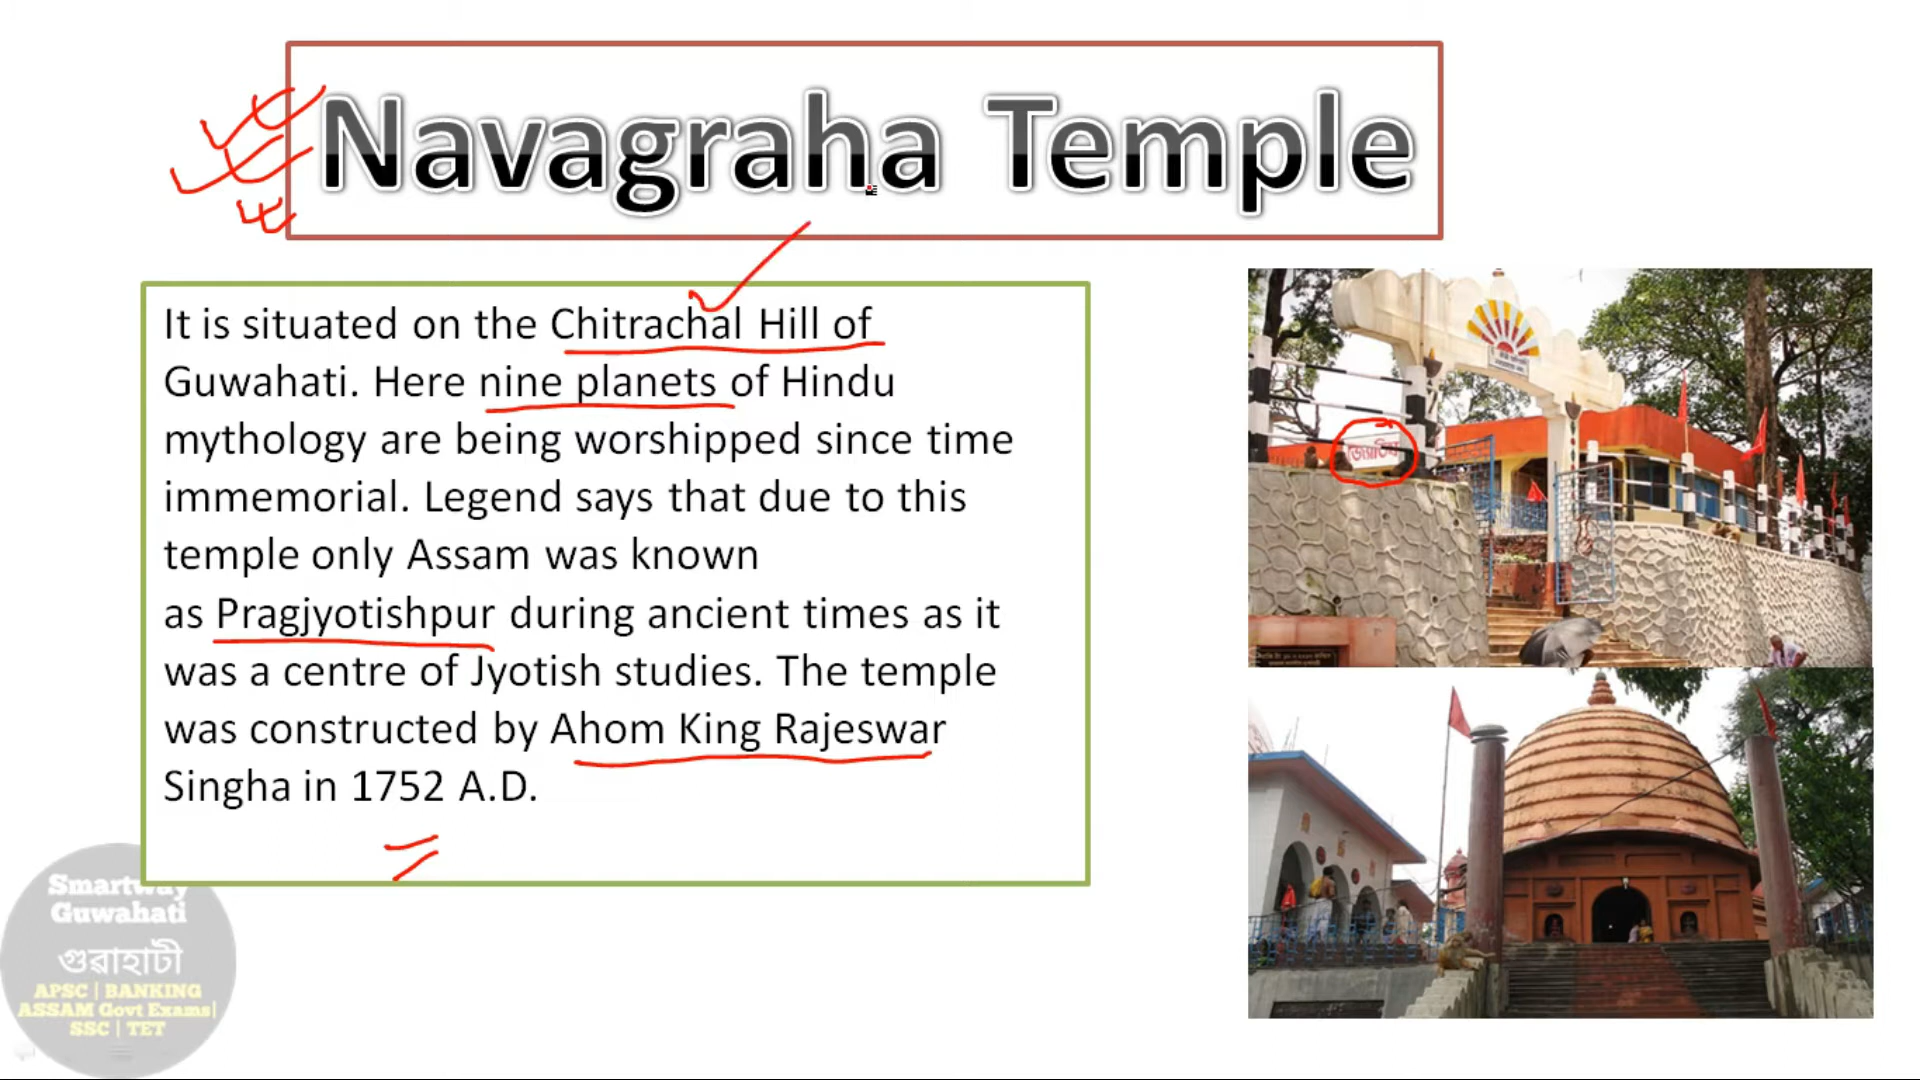 Navagraha Temple
It is situated on the Chitrachal Hill of
Guwahati. Here nine planets of Hindu
mythology are being worshipped since time
immemorial. Legend says that due to this
temple only Assam was known
as Pragjyotishpur during ancient times as it
was a centre of Jyotish studies. The temple
was constructed by Ahom King Rajeswar
Singha in 1752 A.D.
জ্যোতিষ
Smartway
Guwahati
গুৱাহাটী
APSC | BANKING
ASSAM Govt Exams|
SSC | TET